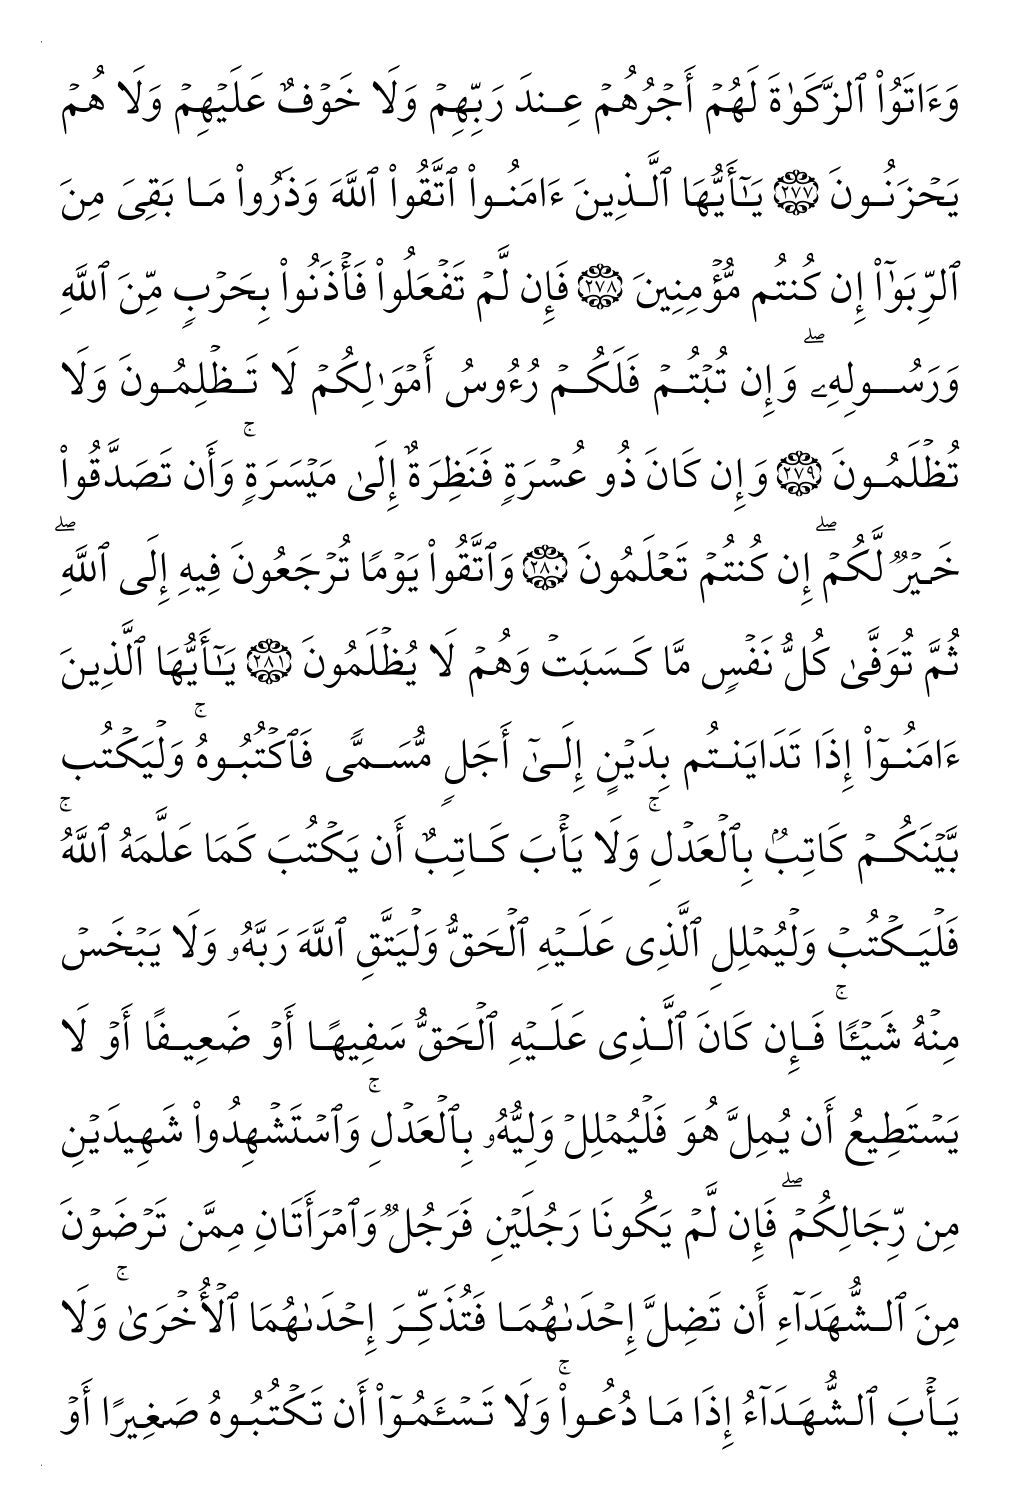 وَءَاتَوُا۟ ٱلزَّكَوٰةَ لَهُمۡ أَجۡرُهُمۡ عِندَ رَبِّهِمۡ وَلَا خَوۡفٌ عَلَيۡهِمۡ وَلَا هُمۡ
يَحۡزَنُونَ ٢٧٧ يَـٰٓأَيُّهَا ٱلَّذِينَ ءَامَنُوا۟ ٱتَّقُوا۟ ٱللَّهَ وَذَرُوا۟ مَا بَقِىَ مِنَ
ٱلرِّبَوٰٓا۟ إِن كُنتُم مُّؤۡمِنِينَ ٢٧٨ فَإِن لَّمۡ تَفۡعَلُوا۟ فَأۡذَنُوا۟ بِحَرۡبٍ مِّنَ ٱللَّهِ
وَرَسُولِهِۦۖ وَإِن تُبۡتُمۡ فَلَكُمۡ رُءُوسُ أَمۡوَٰلِكُمۡ لَا تَظۡلِمُونَ وَلَا
تُظۡلَمُونَ ٢٧٩ وَإِن كَانَ ذُو عُسۡرَةٍ فَنَظِرَةٌ إِلَىٰ مَيۡسَرَةٍۚ وَأَن تَصَدَّقُوا۟
خَيۡرٌ لَّكُمۡۖ إِن كُنتُمۡ تَعۡلَمُونَ ٢٨٠ وَٱتَّقُوا۟ يَوۡمًا تُرۡجَعُونَ فِيهِ إِلَى ٱللَّهِۖ
ثُمَّ تُوَفَّىٰ كُلُّ نَفۡسٍ مَّا كَسَبَتۡ وَهُمۡ لَا يُظۡلَمُونَ ٢٨١ يَـٰٓأَيُّهَا ٱلَّذِينَ
ءَامَنُوٓا۟ إِذَا تَدَايَنتُم بِدَيۡنٍ إِلَىٰٓ أَجَلٍ مُّسَمًّى فَٱكۡتُبُوهُۚ وَلۡيَكۡتُب
بَّيۡنَكُمۡ كَاتِبٌۢ بِٱلۡعَدۡلِۚ وَلَا يَأۡبَ كَاتِبٌ أَن يَكۡتُبَ كَمَا عَلَّمَهُ ٱللَّهُۚ
فَلۡيَكۡتُبۡ وَلۡيُمۡلِلِ ٱلَّذِى عَلَيۡهِ ٱلۡحَقُّ وَلۡيَتَّقِ ٱللَّهَ رَبَّهُۥ وَلَا يَبۡخَسۡ
مِنۡهُ شَيۡـًٔاۚ فَإِن كَانَ ٱلَّذِى عَلَيۡهِ ٱلۡحَقُّ سَفِيهًا أَوۡ ضَعِيفًا أَوۡ لَا
يَسۡتَطِيعُ أَن يُمِلَّ هُوَ فَلۡيُمۡلِلۡ وَلِيُّهُۥ بِٱلۡعَدۡلِۚ وَٱسۡتَشۡهِدُوا۟ شَهِيدَيۡنِ
مِن رِّجَالِكُمۡۖ فَإِن لَّمۡ يَكُونَا رَجُلَيۡنِ فَرَجُلٌ وَٱمۡرَأَتَانِ مِمَّن تَرۡضَوۡنَ
مِنَ ٱلشُّهَدَآءِ أَن تَضِلَّ إِحۡدَىٰهُمَا فَتُذَكِّرَ إِحۡدَىٰهُمَا ٱلۡأُخۡرَىٰۚ وَلَا
يَأۡبَ ٱلشُّهَدَآءُ إِذَا مَا دُعُوا۟ۚ وَلَا تَسۡـَٔمُوٓا۟ أَن تَكۡتُبُوهُ صَغِيرًا أَوۡ